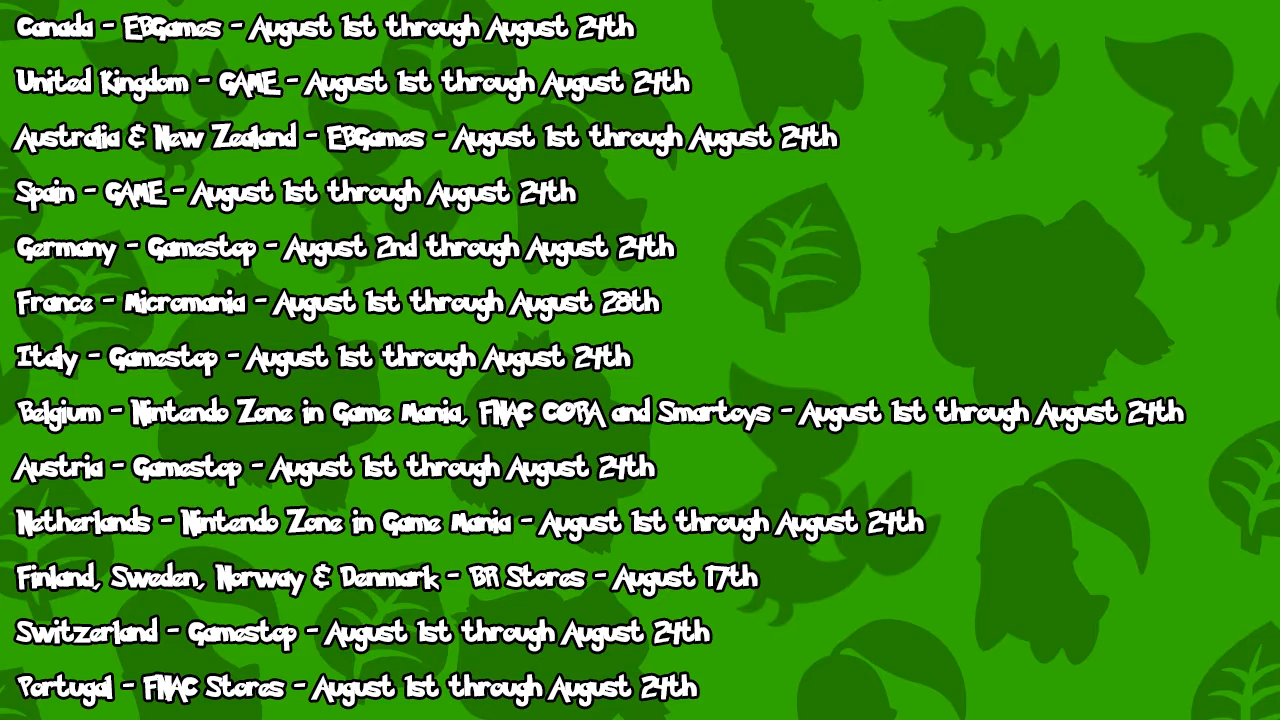 Canada - EBGames - August 1st through August 24th
United Kingdom - GAME - August 1st through August 24th
Australia & New Zealand - EBGames - August 1st through August 24th
Spain - GAME - August 1st through August 24th
Germany - Gamestop - August 2nd through August 24th
France - Micromania - August 1st through August 28th
Italy - Gamestop - August 1st through August 24th
Belgium - Nintendo Zone in Game Mania, FNAC CORA and Smartoys - August 1st through August 24th
Austria - Gamestop - August 1st through August 24th
Netherlands - Nintendo Zone in Game Mania - August 1st through August 24th
Finland, Sweden, Norway & Denmark - BR Stores - August 17th
Switzerland - Gamestop - August 1st through August 24th
Portugal - FNAC Stores - August 1st through August 24th